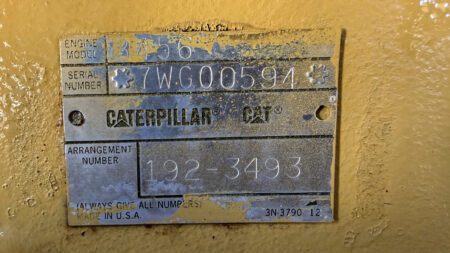 ENGINE
MODEL 56
SERIAL
NUMBER *7WG00594*
CATERPILLAR® CAT®
ARRANGEMENT
NUMBER
192-3493
(ALWAYS GIVE ALL NUMBERS)
MADE IN U.S.A.
3N-3790 12